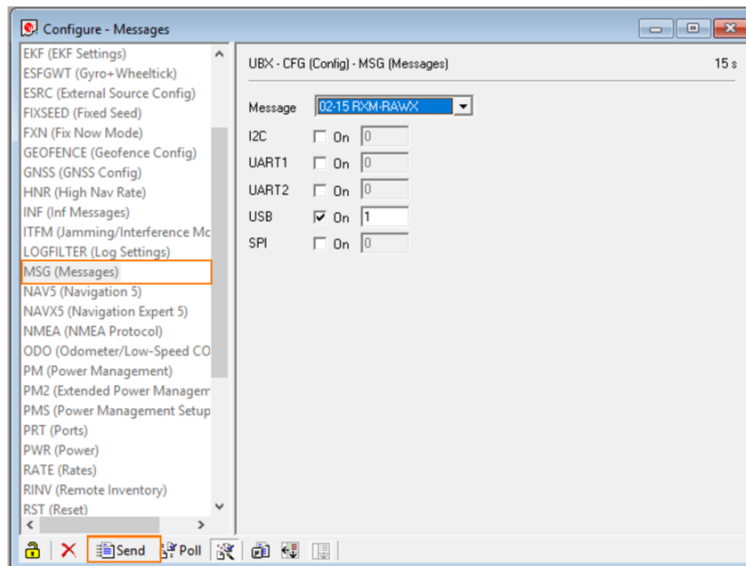 Configure - Messages
EKF (EKF Settings)
ESFGWT (Gyro+Wheeltick)
ESRC (External Source Config)
FIXSEED (Fixed Seed)
FXN (Fix Now Mode)
GEOFENCE (Geofence Config)
GNSS (GNSS Config)
HNR (High Nav Rate)
INF (Inf Messages)
ITFM (Jamming/Interference Mc
LOGFILTER (Log Settings)
MSG (Messages)
NAV5 (Navigation 5)
NAVX5 (Navigation Expert 5)
NMEA (NMEA Protocol)
ODO (Odometer/Low-Speed CO
PM (Power Management)
PM2 (Extended Power Managem
PMS (Power Management Setup
PRT (Ports)
PWR (Power)
RATE (Rates)
RINV (Remote Inventory)
RST (Reset)
UBX - CFG (Config) - MSG (Messages) 15 s
Message 02-15 RXM-RAWX
I2C On 0
UART1 On 0
UART2 On 0
USB On 1
SPI On 0
Send Poll